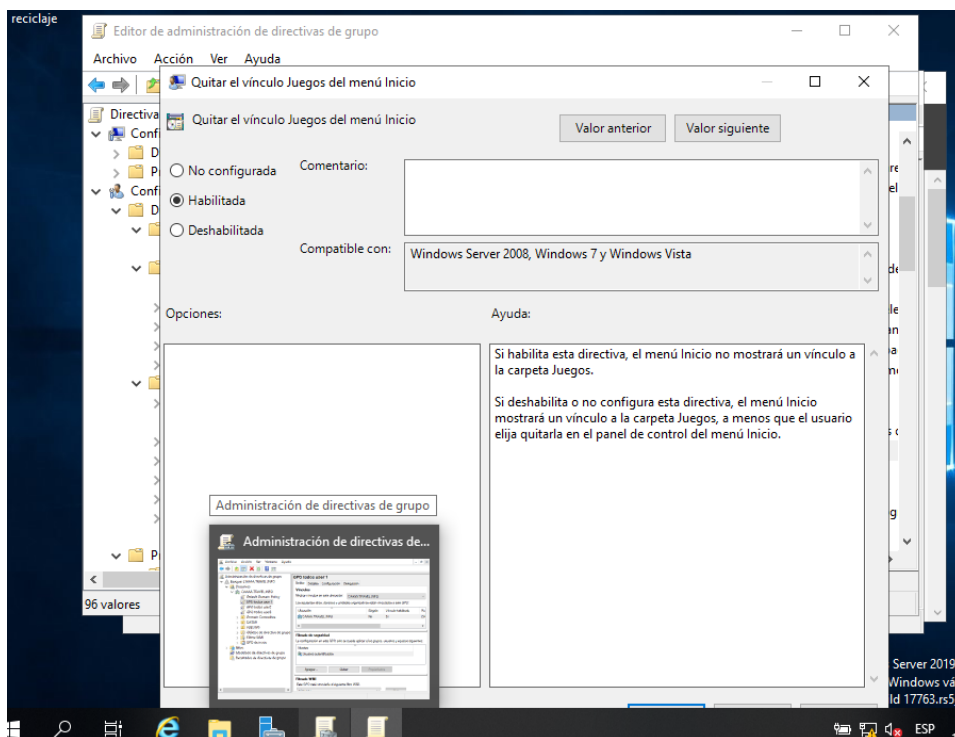 reciclaje
Editor de administración de directivas de grupo
Archivo Acción Ver Ayuda
Quitar el vínculo Juegos del menú Inicio
Directiva
Quitar el vínculo Juegos del menú Inicio
Valor anterior Valor siguiente
Confi
D
P
No configurada
Comentario:
Confi
Habilitada
D
Deshabilitada
Compatible con:
Windows Server 2008, Windows 7 y Windows Vista
Opciones:
Ayuda:
Si habilita esta directiva, el menú Inicio no mostrará un vínculo a
la carpeta Juegos.
Si deshabilita o no configura esta directiva, el menú Inicio
mostrará un vínculo a la carpeta Juegos, a menos que el usuario
elija quitarla en el panel de control del menú Inicio.
Administración de directivas de grupo
Administración de directivas de...
P
96 valores
Server 2019
Windows vá
ld 17763.rs5
ESP